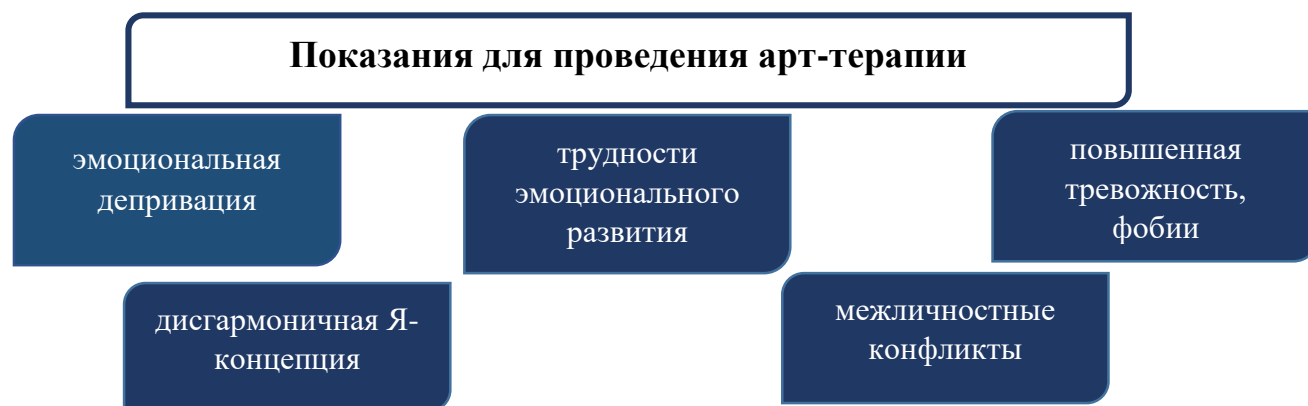 Показания для проведения арт-терапии
эмоциональная
депривация
трудности
эмоционального
развития
повышенная
тревожность,
фобии
дисгармоничная Я-
концепция
межличностные
конфликты